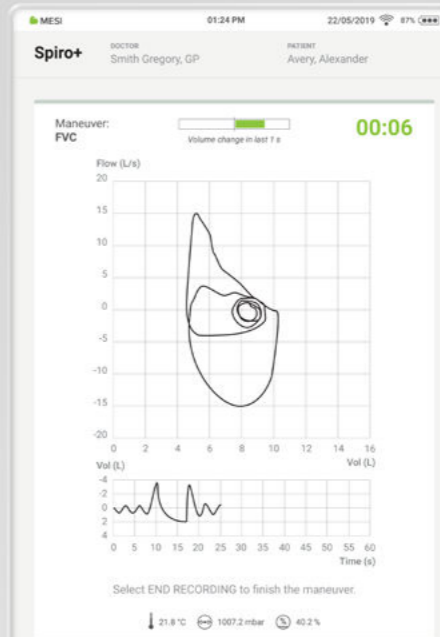 MESI 01:24 PM 22/05/2019 87%
Spiro+
DOCTOR
Smith Gregory, GP
PATIENT
Avery, Alexander
Maneuver:
FVC
Volume change in last 1 s
00:06
Flow (L/s)
20
15
10
5
0
-5
-10
-15
-20
0 2 4 6 8 10 12 14 16
Vol (L)
Vol (L)
-4
-2
0
2
4
0 5 10 15 20 25 30 35 40 45 50 55 60
Time (s)
Select END RECORDING to finish the maneuver.
21.8 °C 1007.2 mbar 40.2 %